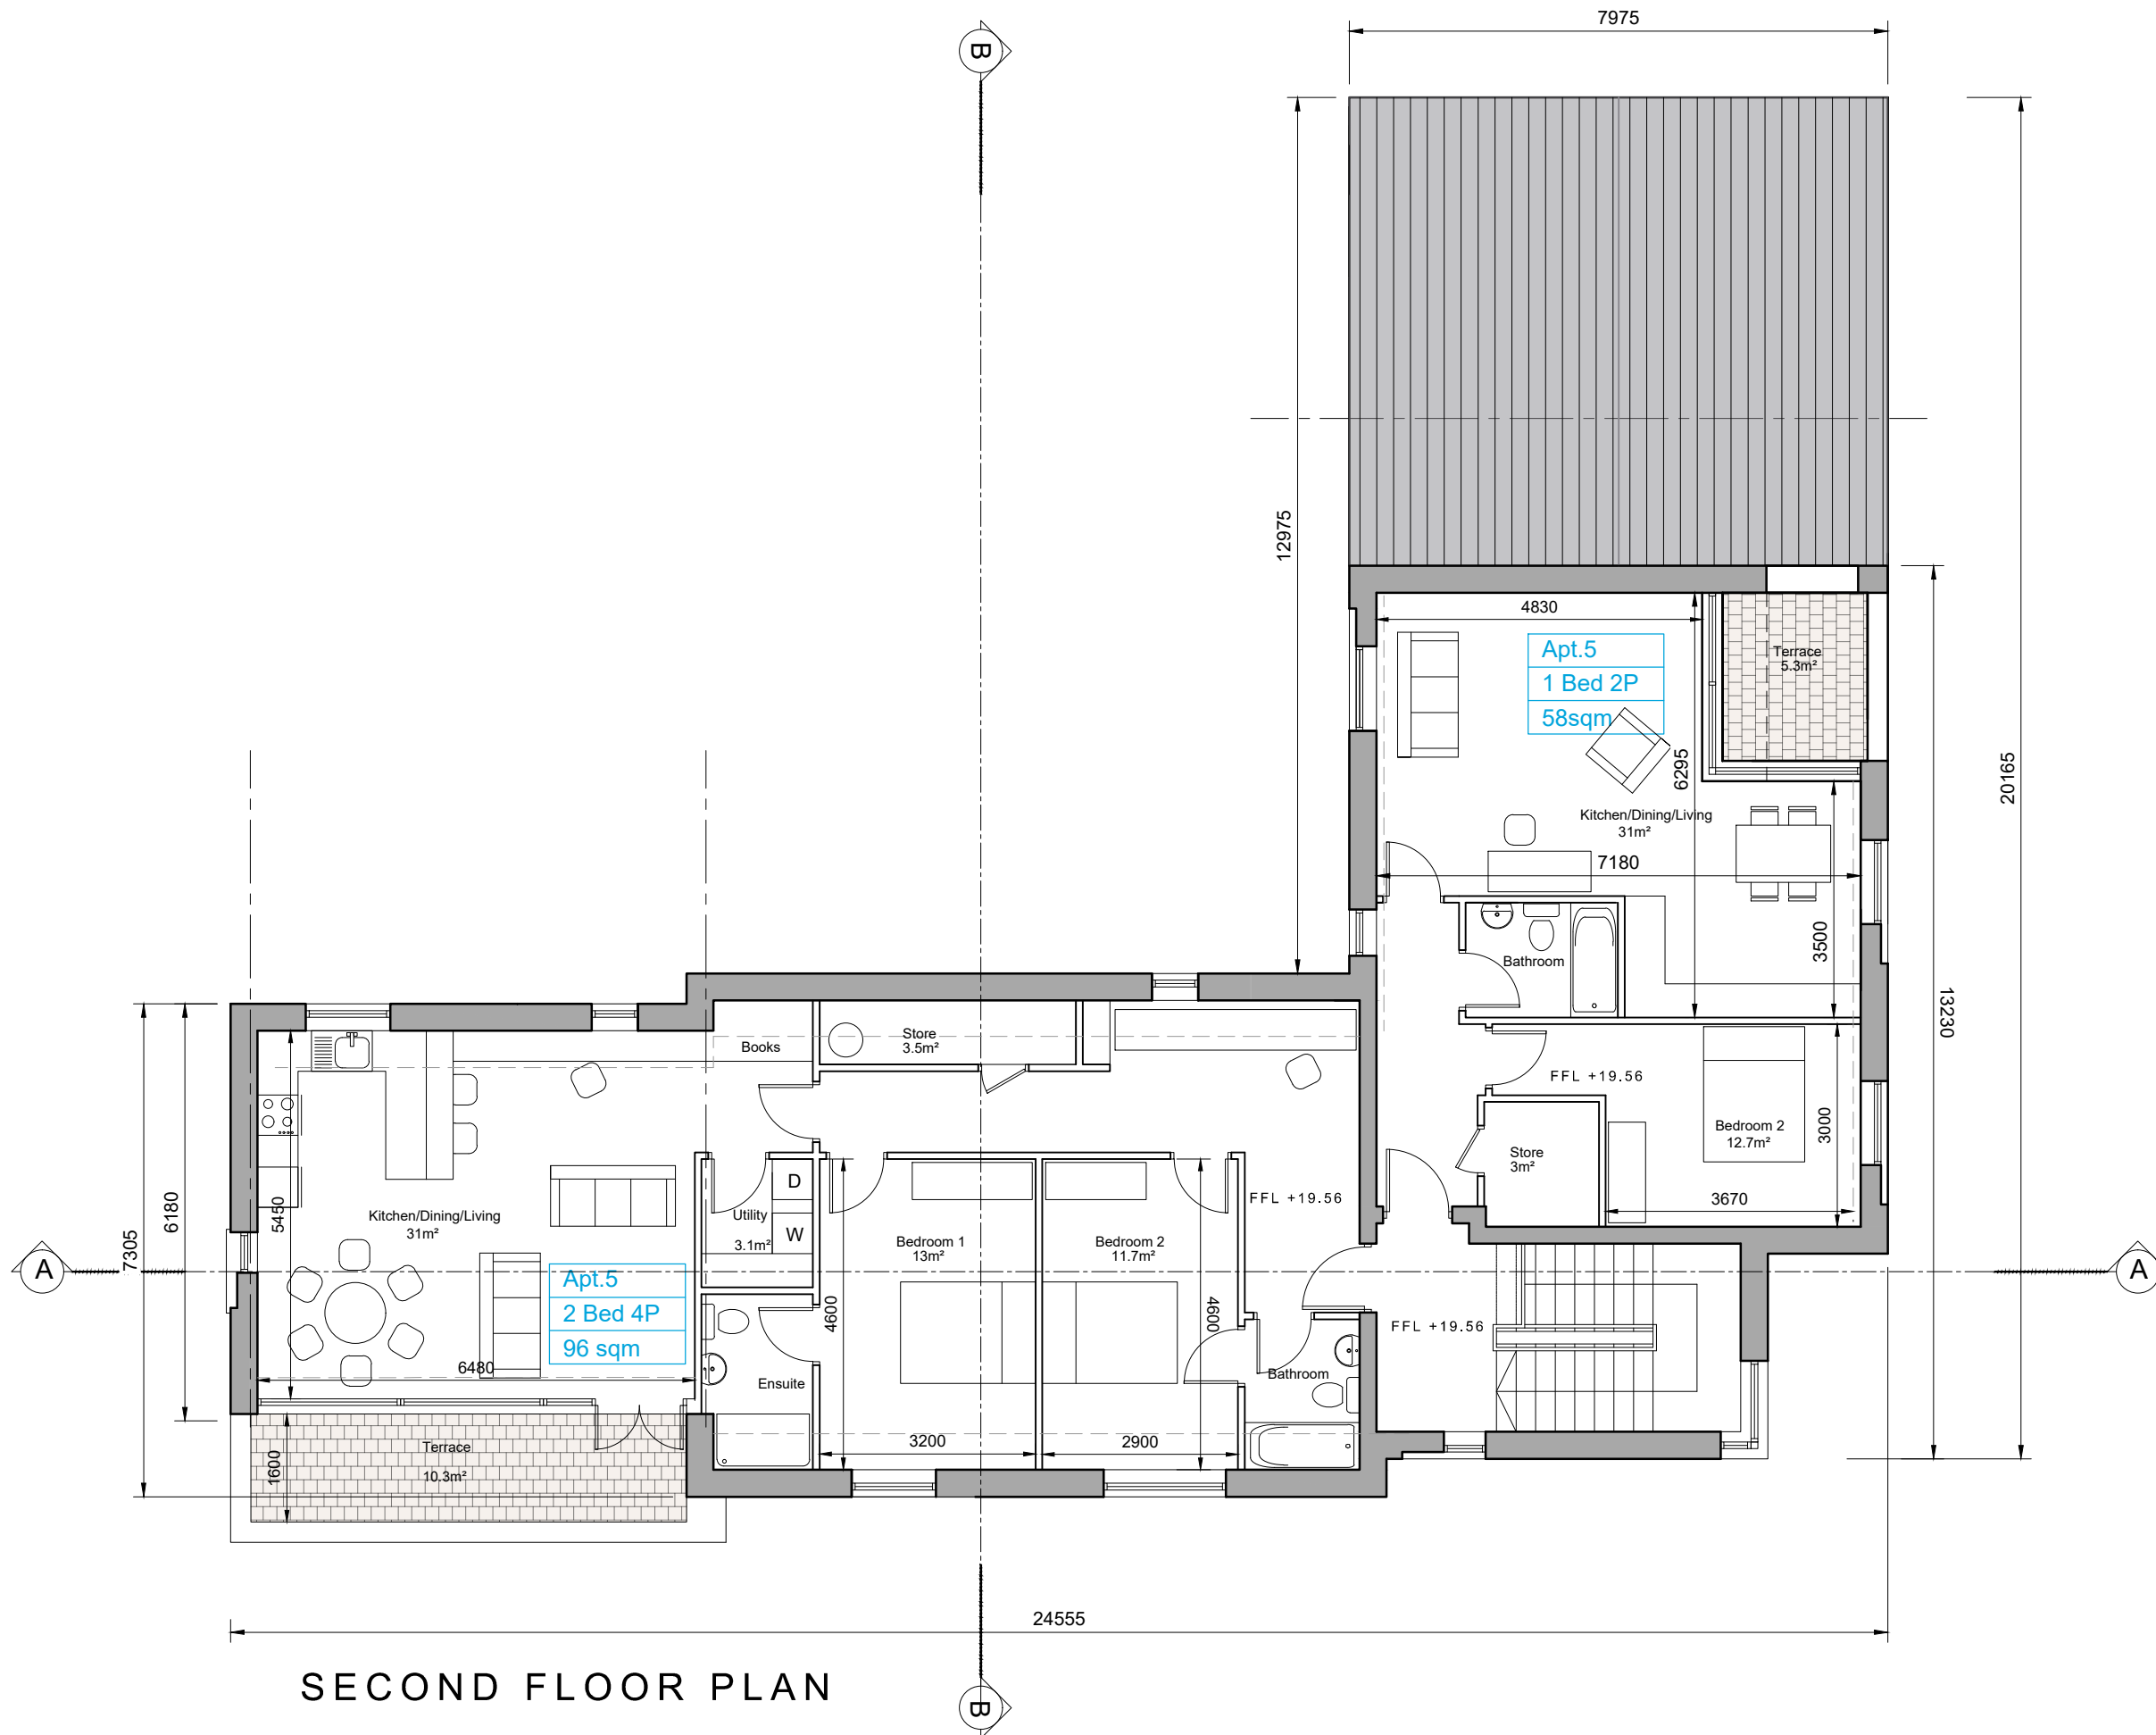 7975
B
12975
20165
4830
Terrace
5.3m²
Apt.5
1 Bed 2P
58sqm
6295
Kitchen/Dining/Living
31m²
7180
3500
Bathroom
13230
Store
3.5m²
Books
FFL +19.56
Bedroom 2
12.7m²
3000
Store
3m²
3670
7305
6180
5450
Kitchen/Dining/Living
31m²
D
W
Utility
3.1m²
FFL +19.56
Bedroom 1
13m²
Bedroom 2
11.7m²
A
A
Apt.5
2 Bed 4P
96 sqm
4600
4600
FFL +19.56
6480
Ensuite
Bathroom
3200
2900
Terrace
10.3m²
1600
24555
SECOND FLOOR PLAN
B